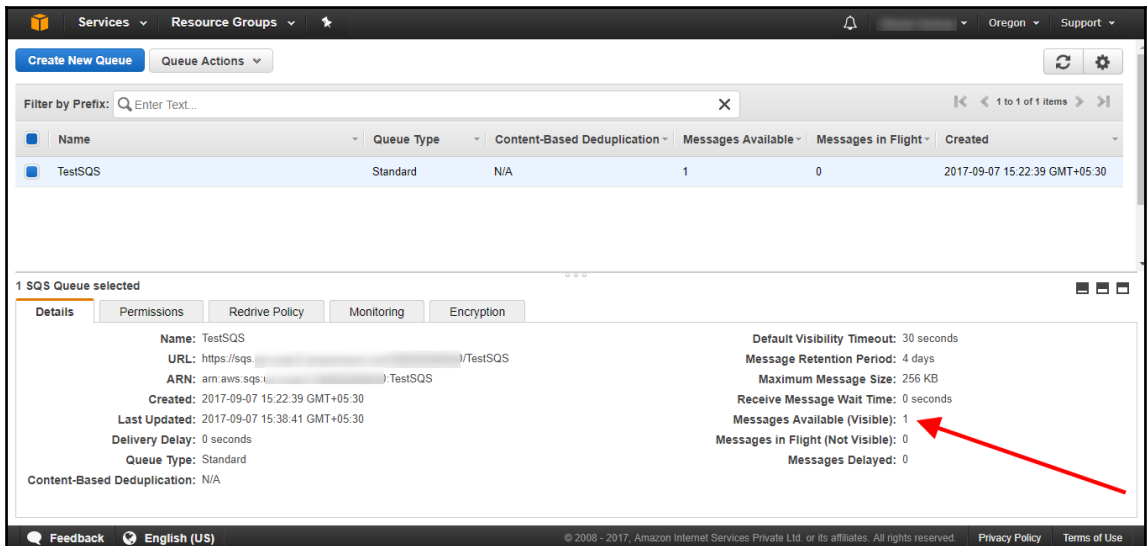 Services Resource Groups Oregon Support
Create New Queue Queue Actions
Filter by Prefix: Enter Text... 1 to 1 of 1 items
Name Queue Type Content-Based Deduplication Messages Available Messages in Flight Created
TestSQS Standard N/A 1 0 2017-09-07 15:22:39 GMT+05:30
1 SQS Queue selected
Details Permissions Redrive Policy Monitoring Encryption
Name: TestSQS Default Visibility Timeout: 30 seconds
URL: https://sqs. /TestSQS Message Retention Period: 4 days
ARN: arn:aws:sqs: :TestSQS Maximum Message Size: 256 KB
Created: 2017-09-07 15:22:39 GMT+05:30 Receive Message Wait Time: 0 seconds
Last Updated: 2017-09-07 15:38:41 GMT+05:30 Messages Available (Visible): 1
Delivery Delay: 0 seconds Messages in Flight (Not Visible): 0
Queue Type: Standard Messages Delayed: 0
Content-Based Deduplication: N/A
Feedback English (US) © 2008 - 2017, Amazon Internet Services Private Ltd. or its affiliates. All rights reserved. Privacy Policy Terms of Use